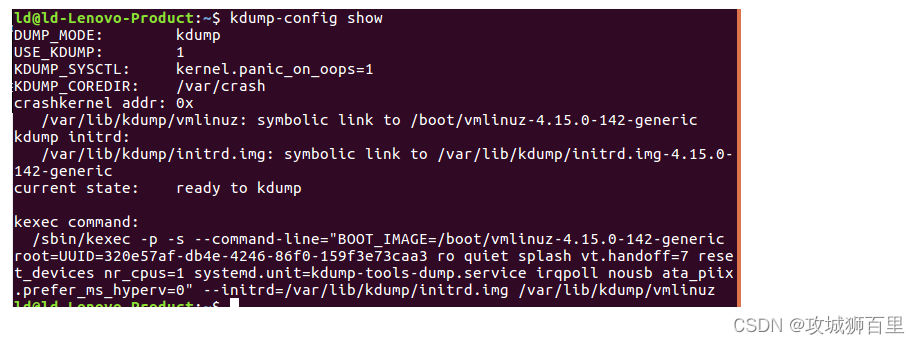 ld@ld-Lenovo-Product:~$ kdump-config show
DUMP_MODE:        kdump
USE_KDUMP:        1
KDUMP_SYSCTL:     kernel.panic_on_oops=1
KDUMP_COREDIR:    /var/crash
crashkernel addr: 0x
   /var/lib/kdump/vmlinuz: symbolic link to /boot/vmlinuz-4.15.0-142-generic
kdump initrd:
   /var/lib/kdump/initrd.img: symbolic link to /var/lib/kdump/initrd.img-4.15.0-
142-generic
current state:    ready to kdump

kexec command:
  /sbin/kexec -p -s --command-line="BOOT_IMAGE=/boot/vmlinuz-4.15.0-142-generic
root=UUID=320e57af-db4e-4246-86f0-159f3e73caa3 ro quiet splash vt.handoff=7 rese
t_devices nr_cpus=1 systemd.unit=kdump-tools-dump.service irqpoll nousb ata_piix
.prefer_ms_hyperv=0" --initrd=/var/lib/kdump/initrd.img /var/lib/kdump/vmlinuz
ld@ld-Lenovo-Product:~$
CSDN @攻城狮百里